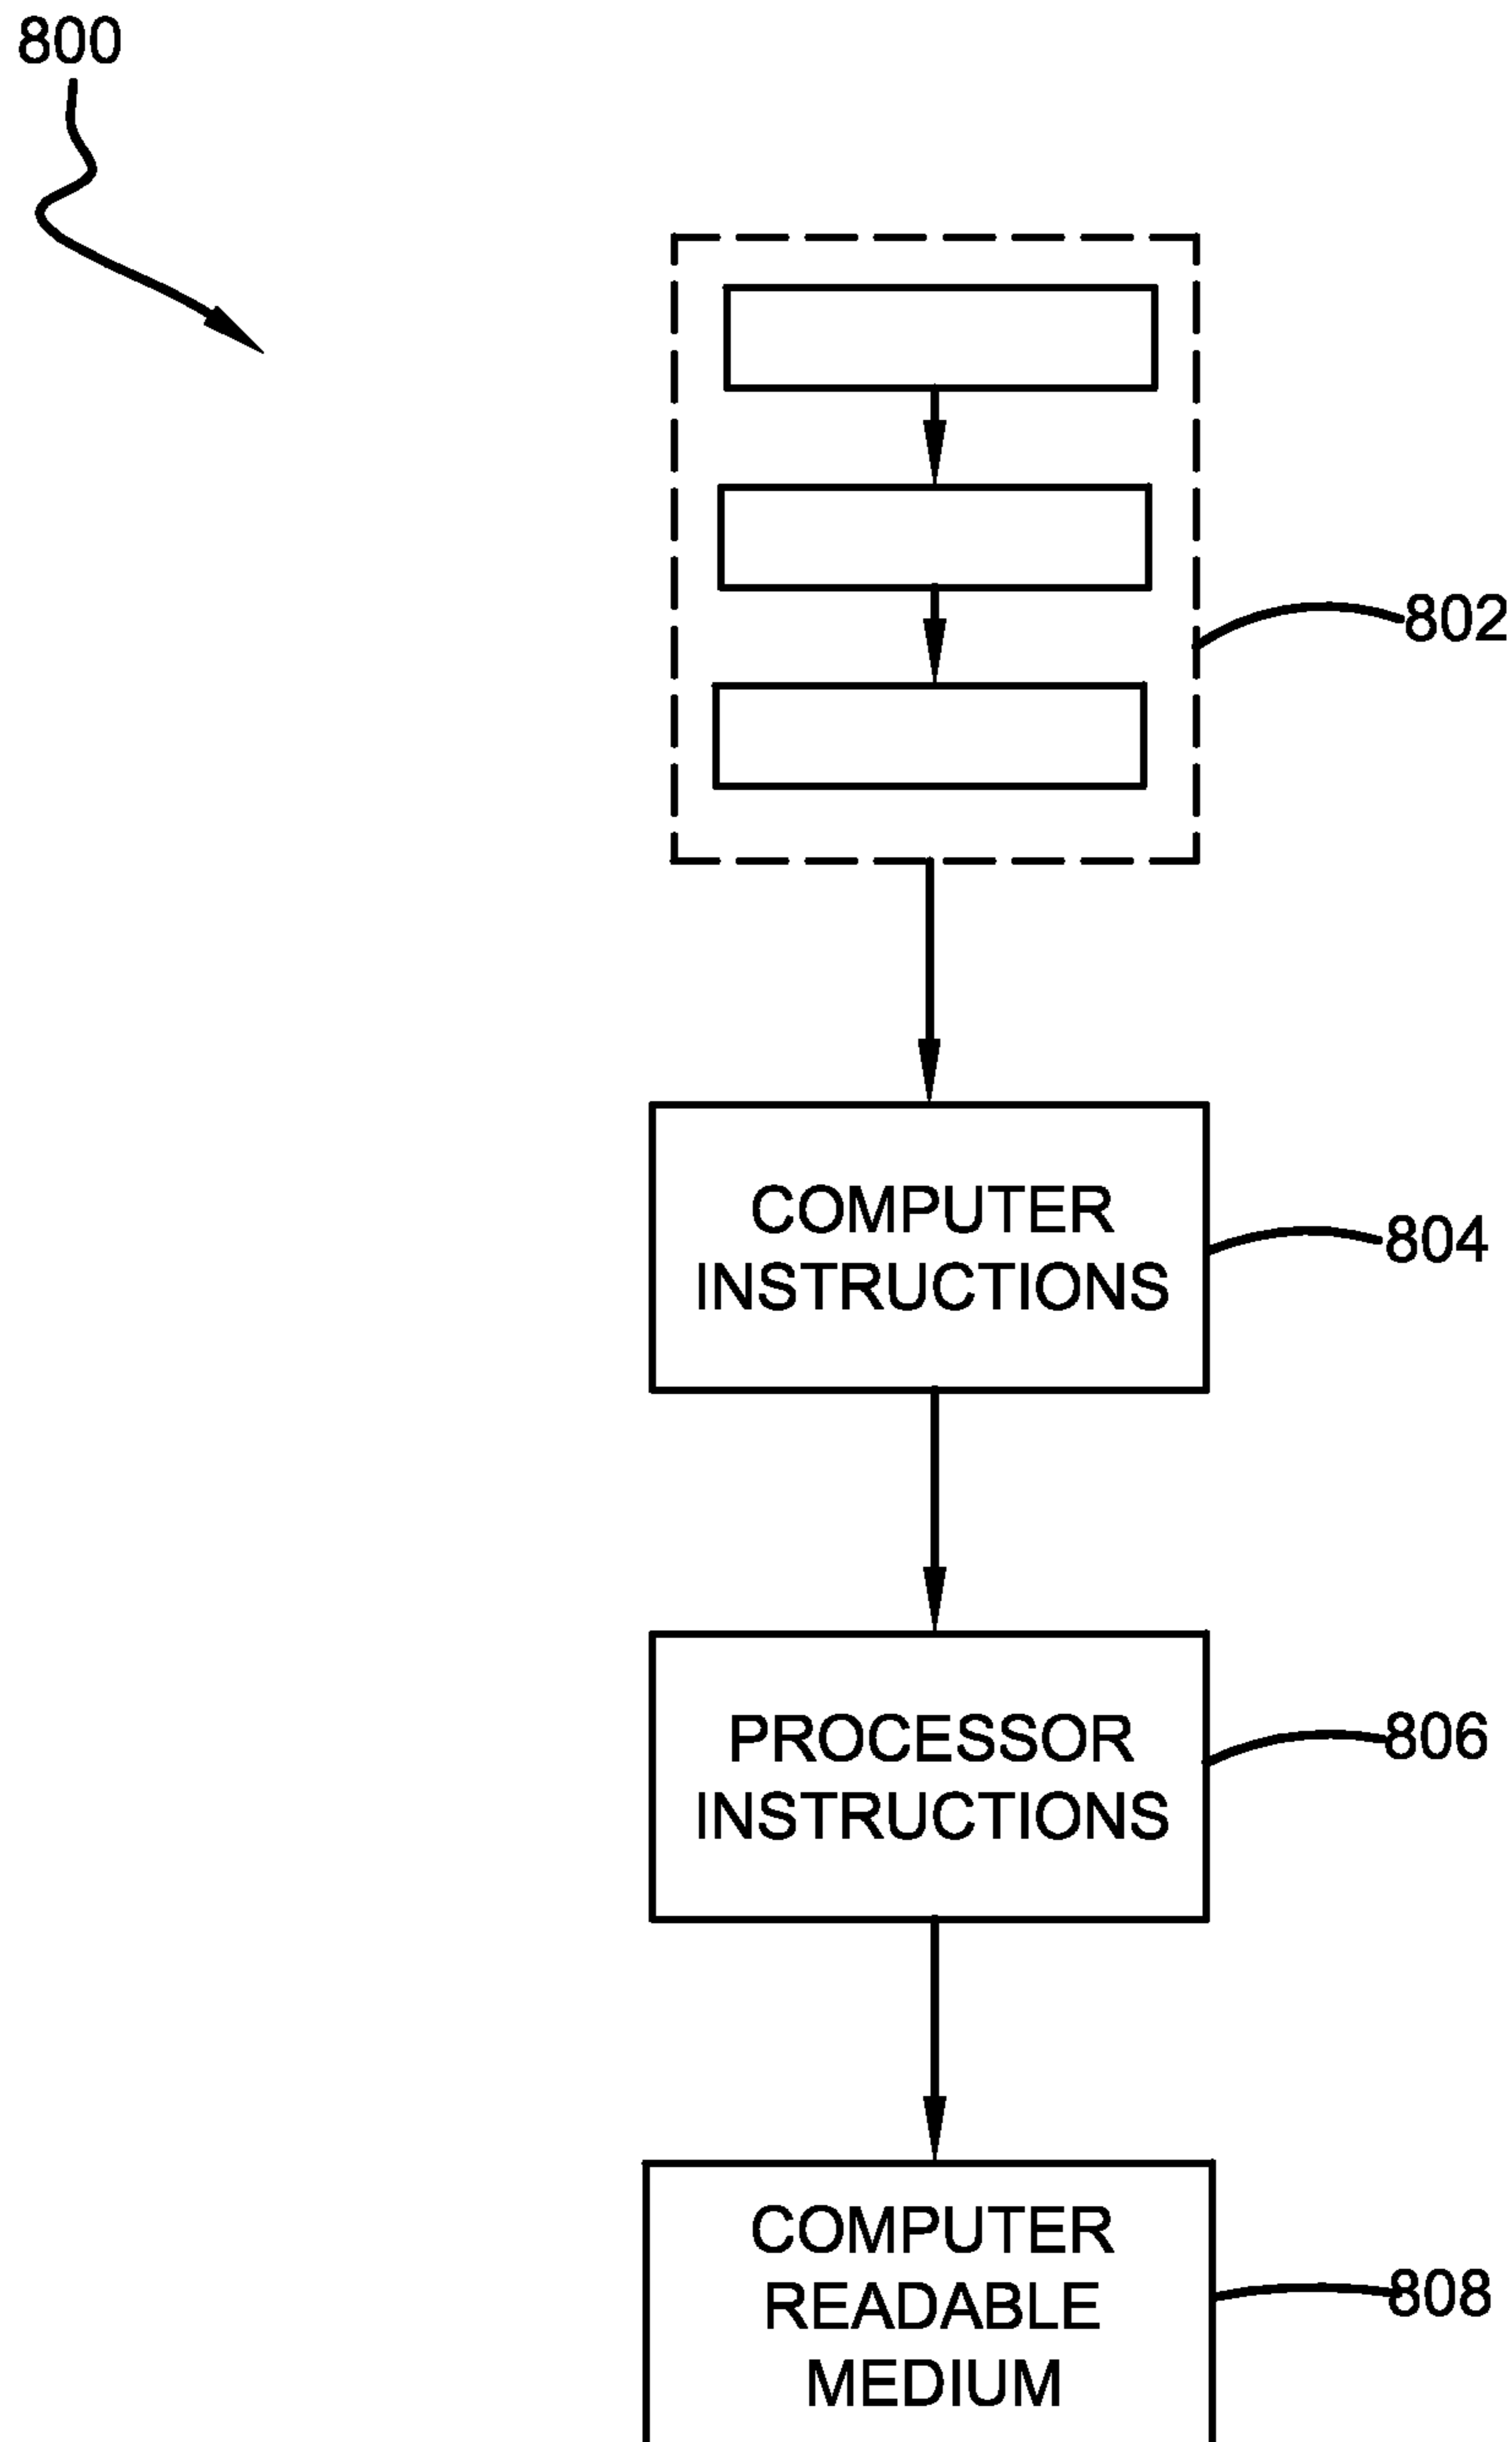 800
802
COMPUTER
INSTRUCTIONS
804
PROCESSOR
INSTRUCTIONS
806
COMPUTER
READABLE
MEDIUM
808